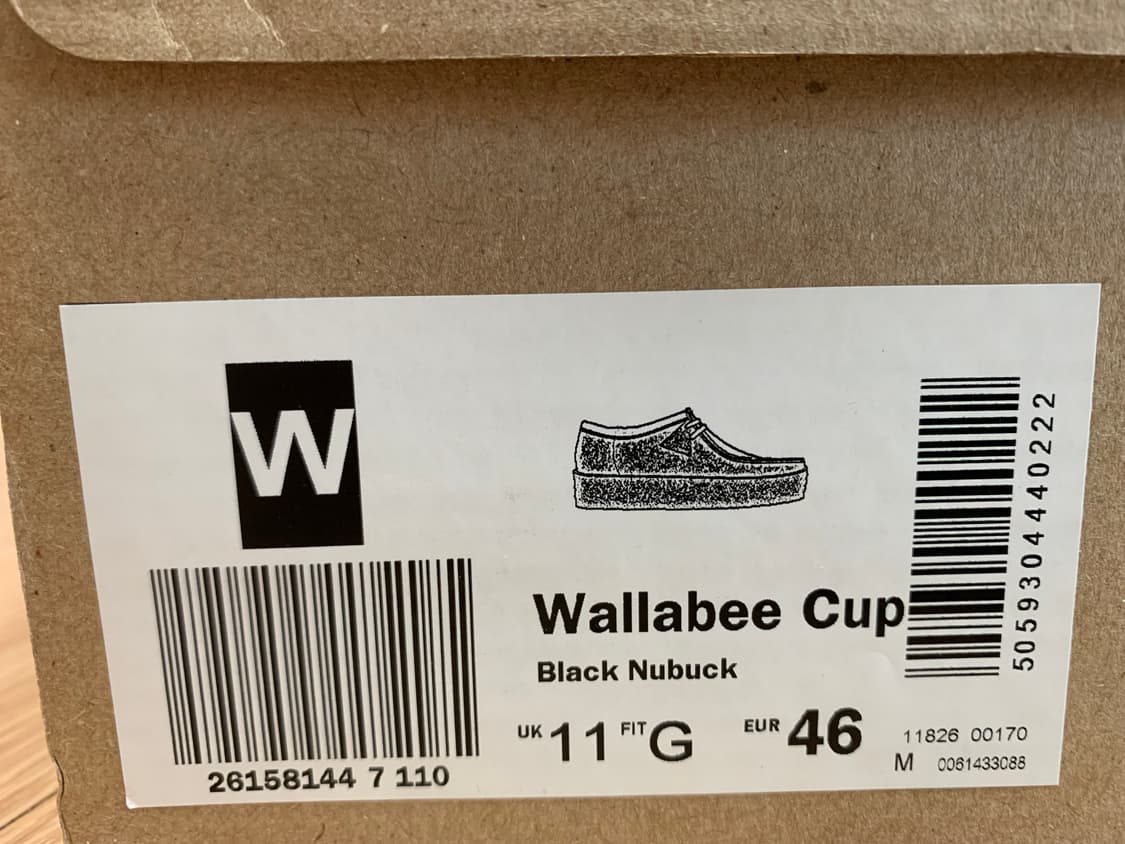 W
Wallabee Cup
Black Nubuck
UK 11 FIT G EUR 46
26158144 7 110
5059304440222
11826 00170
M 0061433088